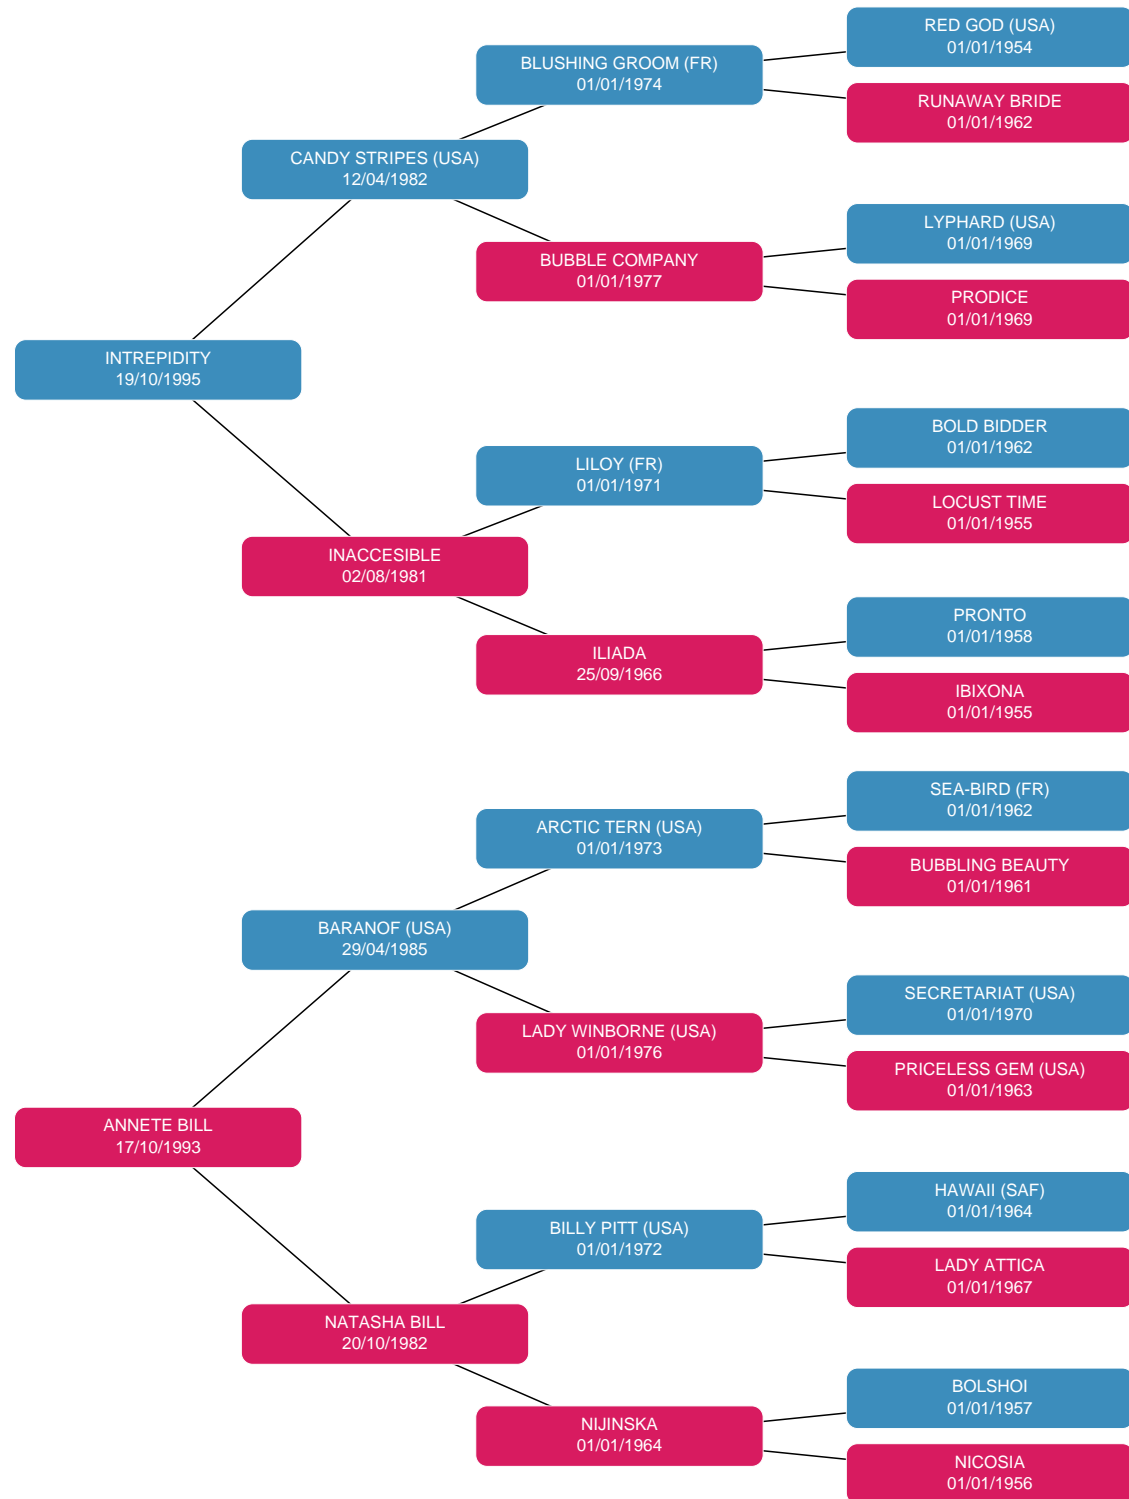 RED GOD (USA)
01/01/1954
BLUSHING GROOM (FR)
01/01/1974
RUNAWAY BRIDE
01/01/1962
CANDY STRIPES (USA)
12/04/1982
LYPHARD (USA)
01/01/1969
BUBBLE COMPANY
01/01/1977
PRODICE
01/01/1969
INTREPIDITY
19/10/1995
BOLD BIDDER
01/01/1962
LILOY (FR)
01/01/1971
LOCUST TIME
01/01/1955
INACCESIBLE
02/08/1981
PRONTO
01/01/1958
ILIADA
25/09/1966
IBIXONA
01/01/1955
SEA-BIRD (FR)
01/01/1962
ARCTIC TERN (USA)
01/01/1973
BUBBLING BEAUTY
01/01/1961
BARANOF (USA)
29/04/1985
SECRETARIAT (USA)
01/01/1970
LADY WINBORNE (USA)
01/01/1976
PRICELESS GEM (USA)
01/01/1963
ANNETE BILL
17/10/1993
HAWAII (SAF)
01/01/1964
BILLY PITT (USA)
01/01/1972
LADY ATTICA
01/01/1967
NATASHA BILL
20/10/1982
BOLSHOI
01/01/1957
NIJINSKA
01/01/1964
NICOSIA
01/01/1956